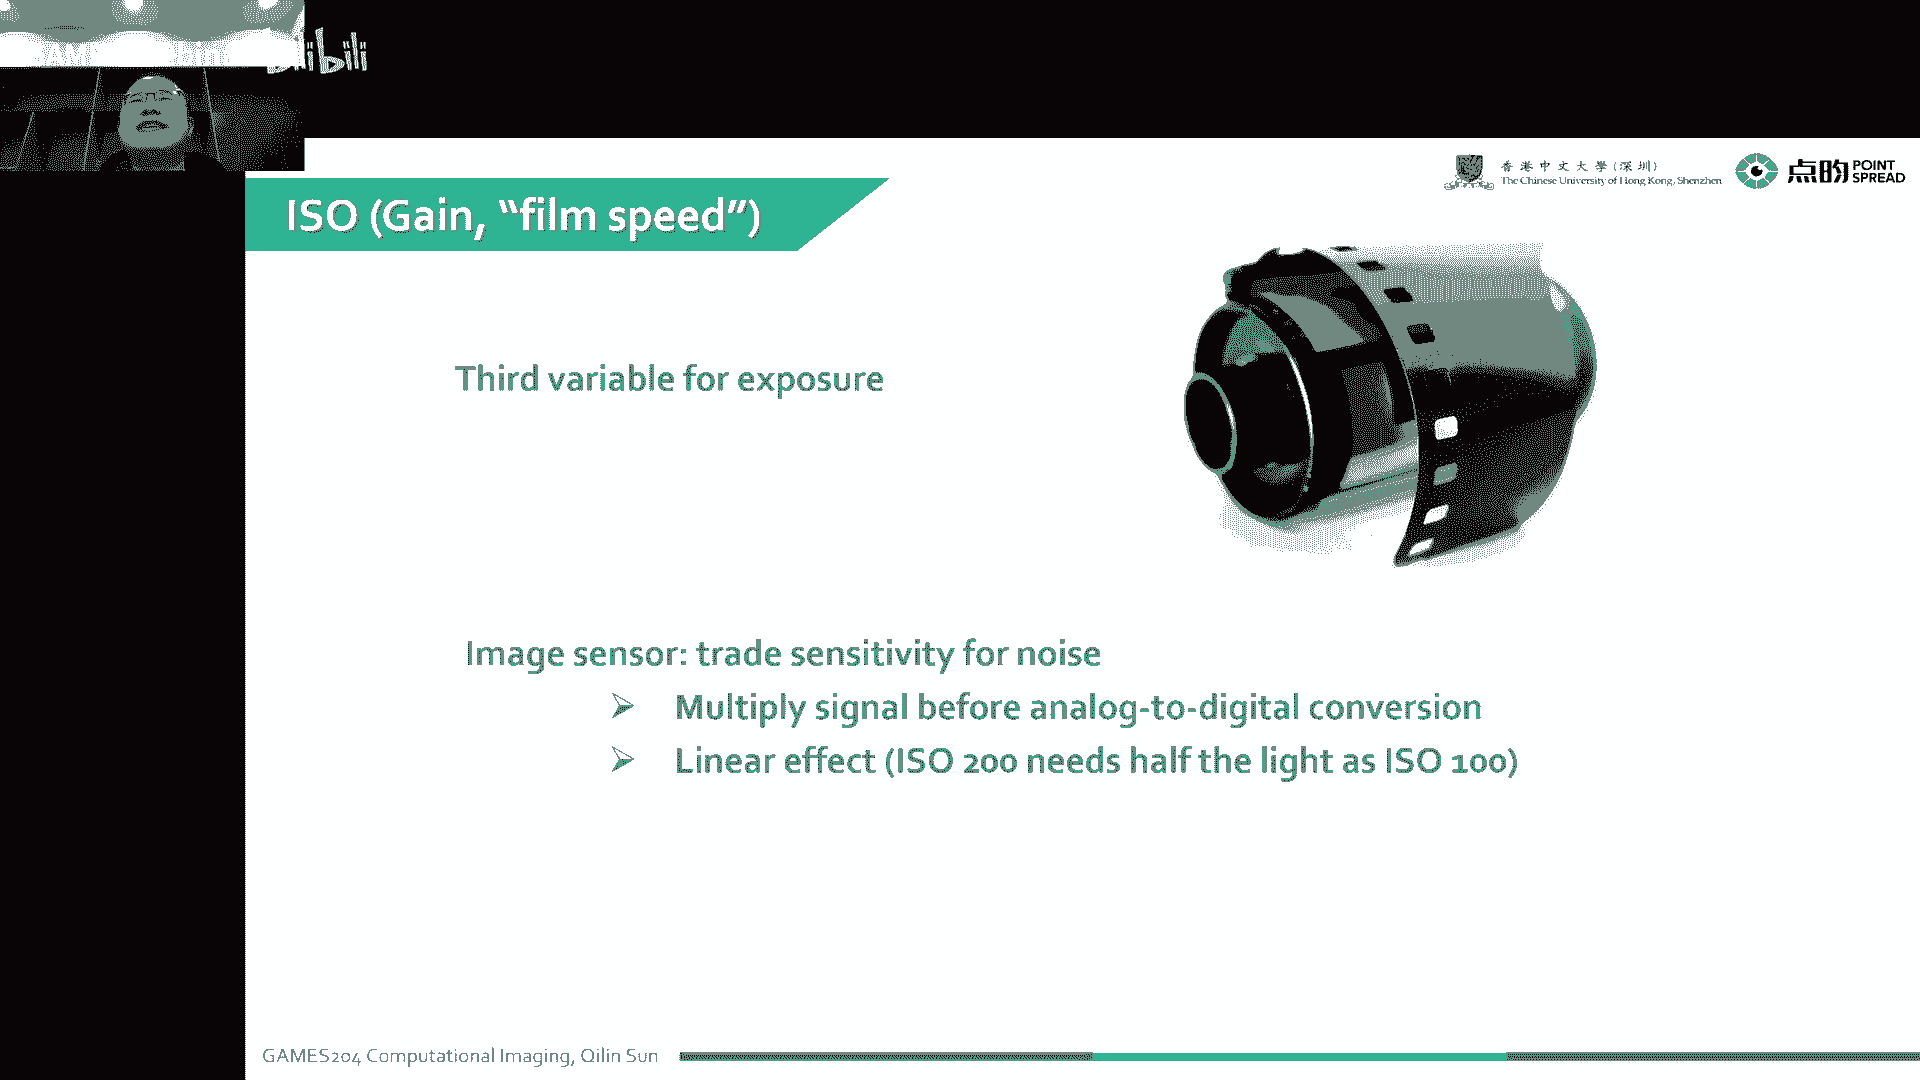 bilibili
香港中文大學(深圳)
The Chinese University of Hong Kong, Shenzhen
点昀 POINT SPREAD
ISO (Gain, “film speed”)
Third variable for exposure
Image sensor: trade sensitivity for noise
Multiply signal before analog-to-digital conversion
Linear effect (ISO 200 needs half the light as ISO 100)
GAMES204 Computational Imaging, Qilin Sun